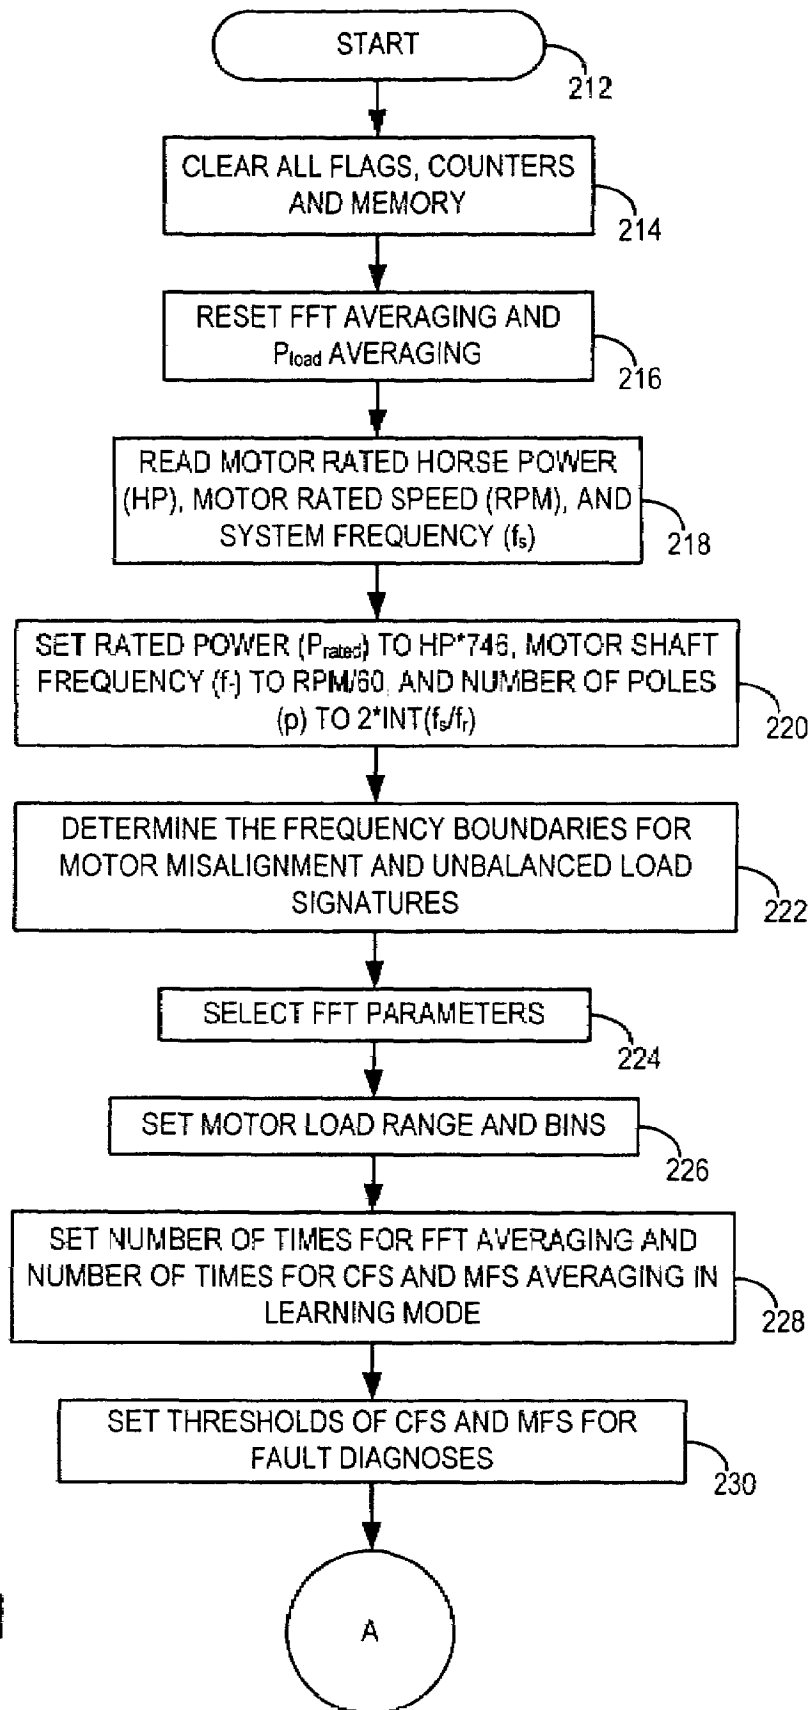 START
212
CLEAR ALL FLAGS, COUNTERS
AND MEMORY
214
RESET FFT AVERAGING AND
Pload AVERAGING
216
READ MOTOR RATED HORSE POWER
(HP), MOTOR RATED SPEED (RPM), AND
SYSTEM FREQUENCY (fs)
218
SET RATED POWER (Prated) TO HP*746, MOTOR SHAFT
FREQUENCY (fr) TO RPM/60, AND NUMBER OF POLES
(p) TO 2*INT(fs/fr)
220
DETERMINE THE FREQUENCY BOUNDARIES FOR
MOTOR MISALIGNMENT AND UNBALANCED LOAD
SIGNATURES
222
SELECT FFT PARAMETERS
224
SET MOTOR LOAD RANGE AND BINS
226
SET NUMBER OF TIMES FOR FFT AVERAGING AND
NUMBER OF TIMES FOR CFS AND MFS AVERAGING IN
LEARNING MODE
228
SET THRESHOLDS OF CFS AND MFS FOR
FAULT DIAGNOSES
230
A